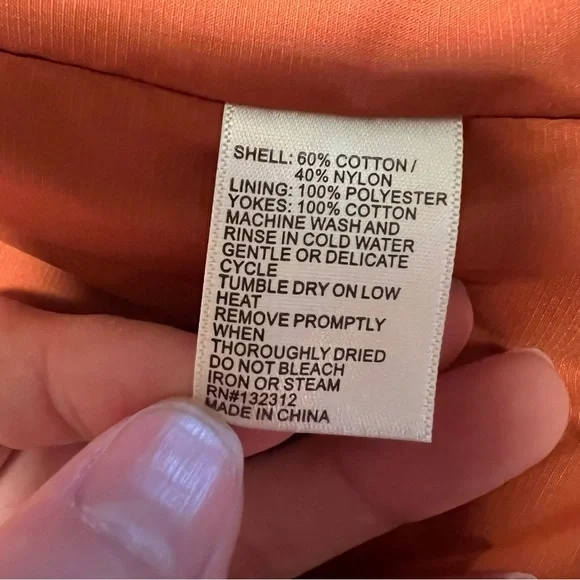 SHELL: 60% COTTON /
40% NYLON
LINING: 100% POLYESTER
YOKES: 100% COTTON
MACHINE WASH AND
RINSE IN COLD WATER
GENTLE OR DELICATE
CYCLE
TUMBLE DRY ON LOW
HEAT
REMOVE PROMPTLY
WHEN
THOROUGHLY DRIED
DO NOT BLEACH
IRON OR STEAM
RN#132312
MADE IN CHINA